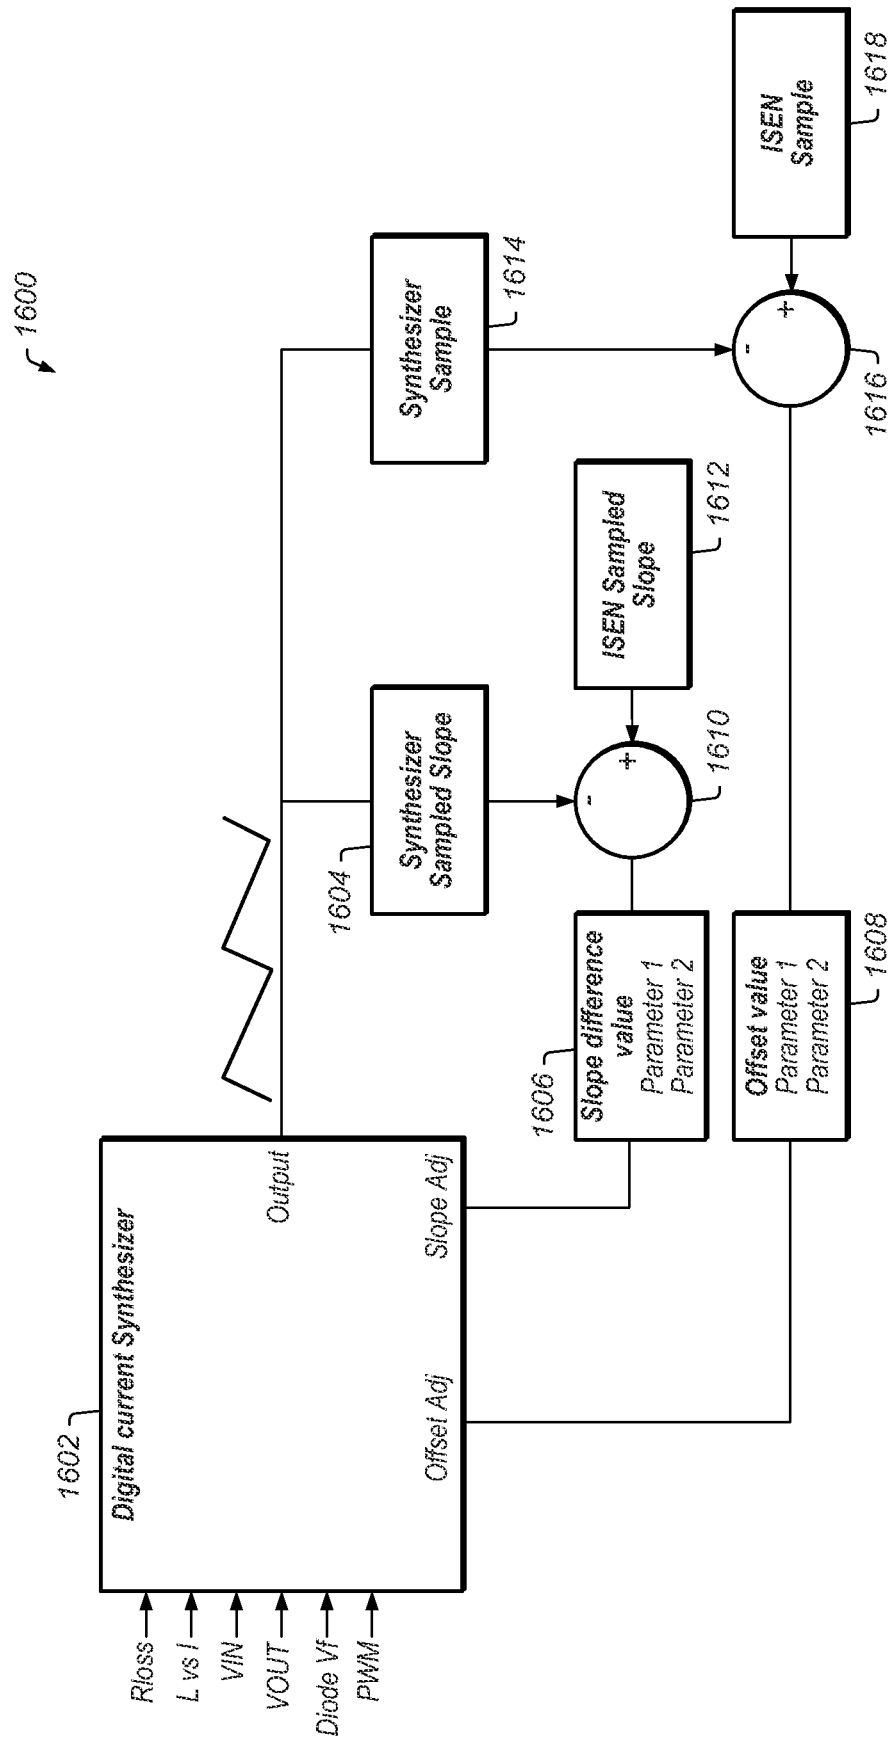 1600
1602
Digital current Synthesizer
Rloss
L vs I
VIN
VOUT
Diode Vf
PWM
Output
Offset Adj
Slope Adj
1604
Synthesizer
Sampled Slope
Synthesizer
Sample
1614
1606
Slope difference
value
Parameter 1
Parameter 2
-
+
1610
ISEN Sampled
Slope
1612
Offset value
Parameter 1
Parameter 2
1608
-
+
1616
ISEN
Sample
1618